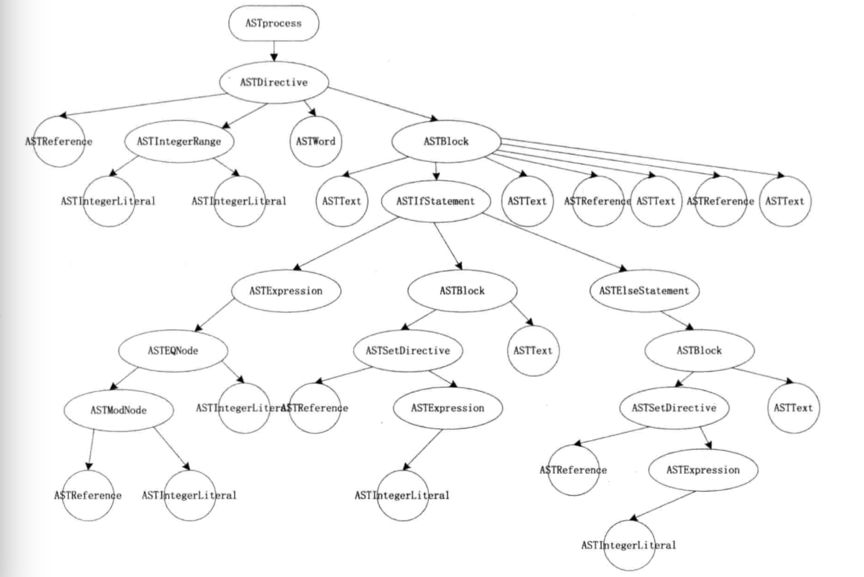 ASTprocess
ASTDirective
ASTReference ASTIntegerRange ASTWord ASTBlock
ASTIntegerLiteral ASTIntegerLiteral ASTText ASTIfStatement ASTText ASTReference ASTText ASTReference ASTText
ASTExpression ASTBlock ASTElseStatement
ASTEQNode ASTSetDirective ASTText ASTBlock
ASTModNode ASTIntegerLiteral ASTReference ASTExpression ASTSetDirective ASTText
ASTReference ASTIntegerLiteral ASTIntegerLiteral ASTReference ASTExpression
ASTIntegerLiteral